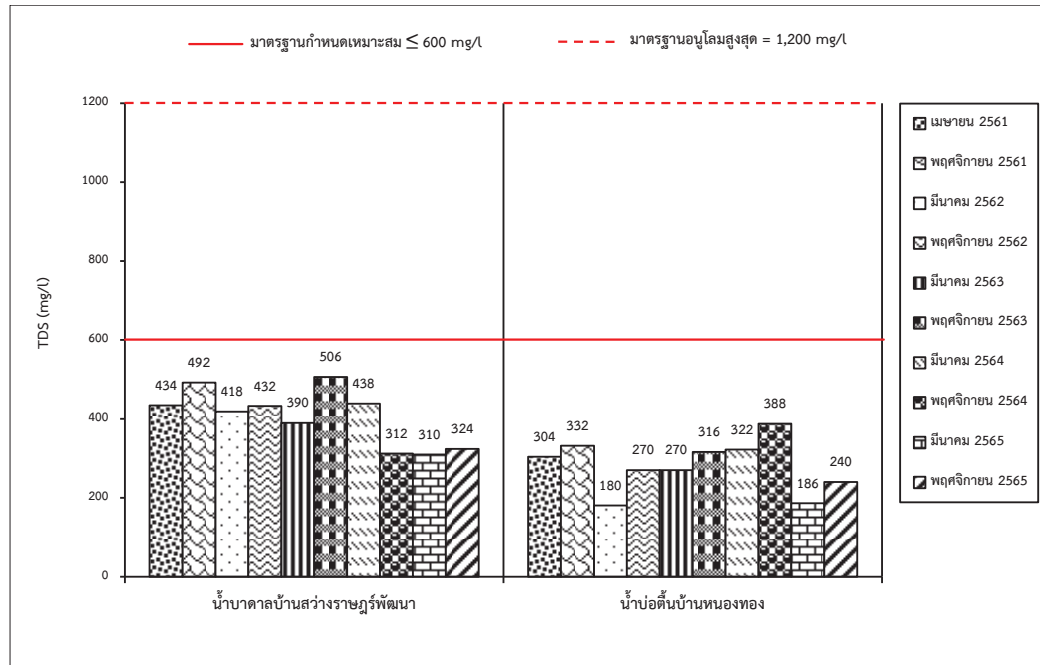 มาตรฐานกำหนดเหมาะสม ≤ 600 mg/l
มาตรฐานอนุโลมสูงสุด = 1,200 mg/l
TDS (mg/l)
1200
1000
800
600
400
200
0
434
492
418
432
390
506
438
312
310
324
304
332
180
270
270
316
322
388
186
240
น้ำบาดาลบ้านสว่างราษฎร์พัฒนา
น้ำบ่อตื้นบ้านหนองทอง
เมษายน 2561
พฤศจิกายน 2561
มีนาคม 2562
พฤศจิกายน 2562
มีนาคม 2563
พฤศจิกายน 2563
มีนาคม 2564
พฤศจิกายน 2564
มีนาคม 2565
พฤศจิกายน 2565